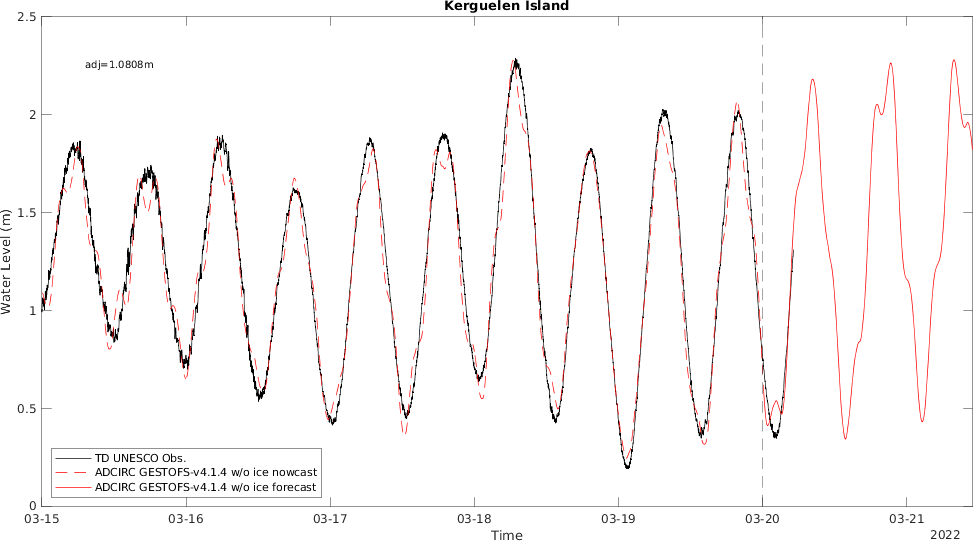 Kerguelen Island
2.5
adj=1.0808m
2
1.5
Water Level (m)
1
0.5
TD UNESCO Obs.
ADCIRC GESTOFS-v4.1.4 w/o ice nowcast
ADCIRC GESTOFS-v4.1.4 w/o ice forecast
0
03-15 03-16 03-17 03-18 03-19 03-20 03-21
Time
2022